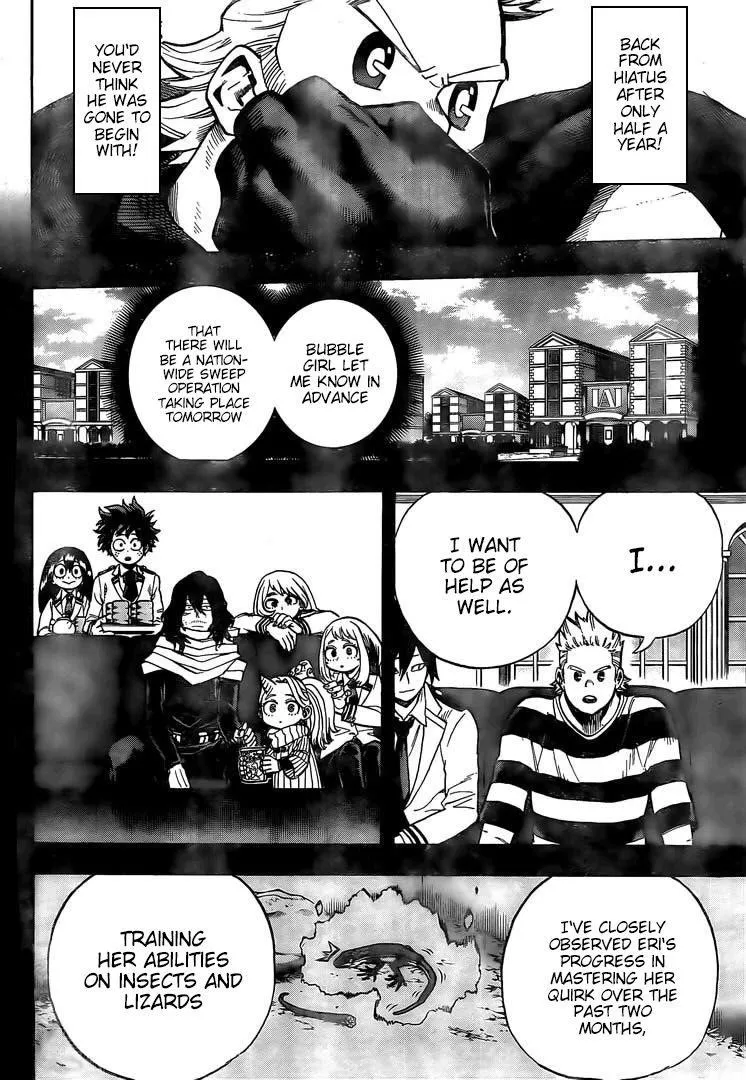 BACK
FROM
HIATUS
AFTER
ONLY
HALF A
YEAR!
YOU'D
NEVER
THINK
HE WAS
GONE TO
BEGIN
WITH!
BUBBLE
GIRL LET
ME KNOW IN
ADVANCE
THAT
THERE WILL
BE A NATION-
WIDE SWEEP
OPERATION
TAKING PLACE
TOMORROW
UA
I...
I WANT
TO BE OF
HELP AS
WELL.
I'VE CLOSELY
OBSERVED ERI'S
PROGRESS IN
MASTERING HER
QUIRK OVER THE
PAST TWO
MONTHS,
TRAINING
HER ABILITIES
ON INSECTS AND
LIZARDS